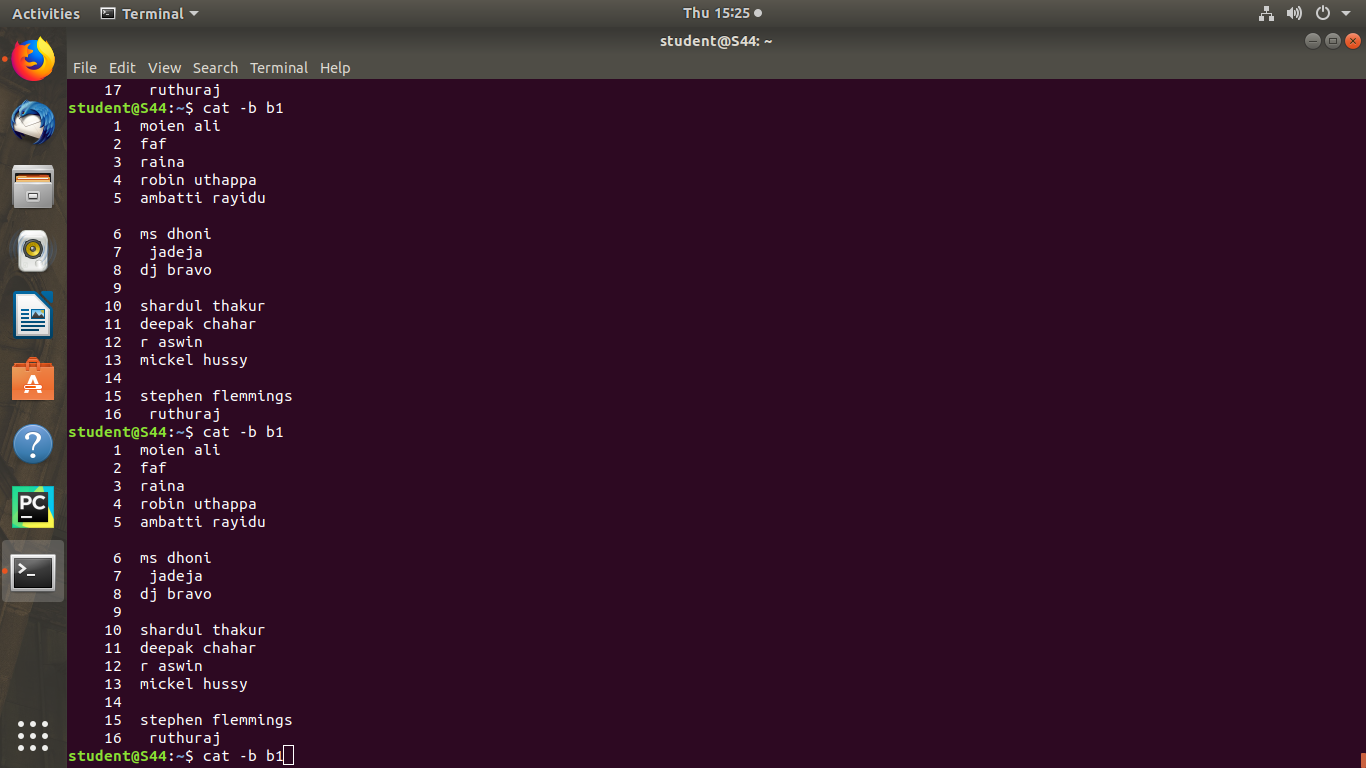 Activities Terminal Thu 15:25
student@S44: ~
File Edit View Search Terminal Help
17 ruthuraj
student@S44:~$ cat -b b1
1 moien ali
2 faf
3 raina
4 robin uthappa
5 ambatti rayidu
6 ms dhoni
7 jadeja
8 dj bravo
9
10 shardul thakur
11 deepak chahar
12 r aswin
13 mickel hussy
14
15 stephen flemmings
16 ruthuraj
student@S44:~$ cat -b b1
1 moien ali
2 faf
3 raina
4 robin uthappa
5 ambatti rayidu
6 ms dhoni
7 jadeja
8 dj bravo
9
10 shardul thakur
11 deepak chahar
12 r aswin
13 mickel hussy
14
15 stephen flemmings
16 ruthuraj
student@S44:~$ cat -b b1
PC